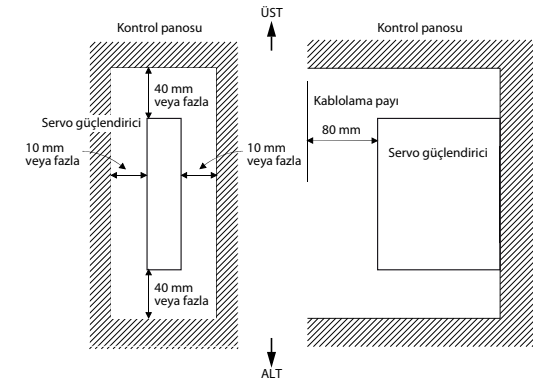 ÜST
Kontrol panosu
Kontrol panosu
40 mm
veya fazla
Kablolama payı
Servo güçlendirici
80 mm
10 mm
veya fazla
10 mm
veya fazla
Servo güçlendirici
40 mm
veya fazla
ALT